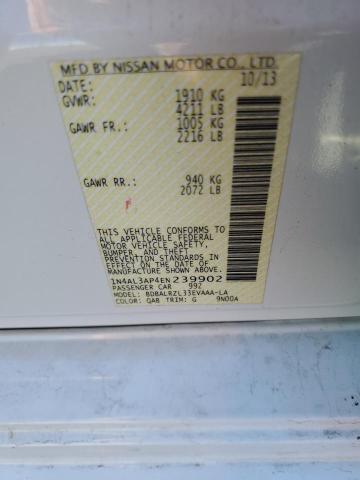 MFD BY NISSAN MOTOR CO., LTD.
DATE: 10/13
GVWR: 1910 KG
4211 LB
GAWR FR.: 1005 KG
2216 LB
GAWR RR.: 940 KG
2072 LB
THIS VEHICLE CONFORMS TO
ALL APPLICABLE FEDERAL
MOTOR VEHICLE SAFETY,
BUMPER, AND THEFT
PREVENTION STANDARDS IN
EFFECT ON THE DATE OF
MANUFACTURE SHOWN ABOVE.
1N4AL3AP4EN239902
PASSENGER CAR 992
MODEL: BDBALRZL33EVAAA-LA
COLOR: QAB TRIM: G 9N00A